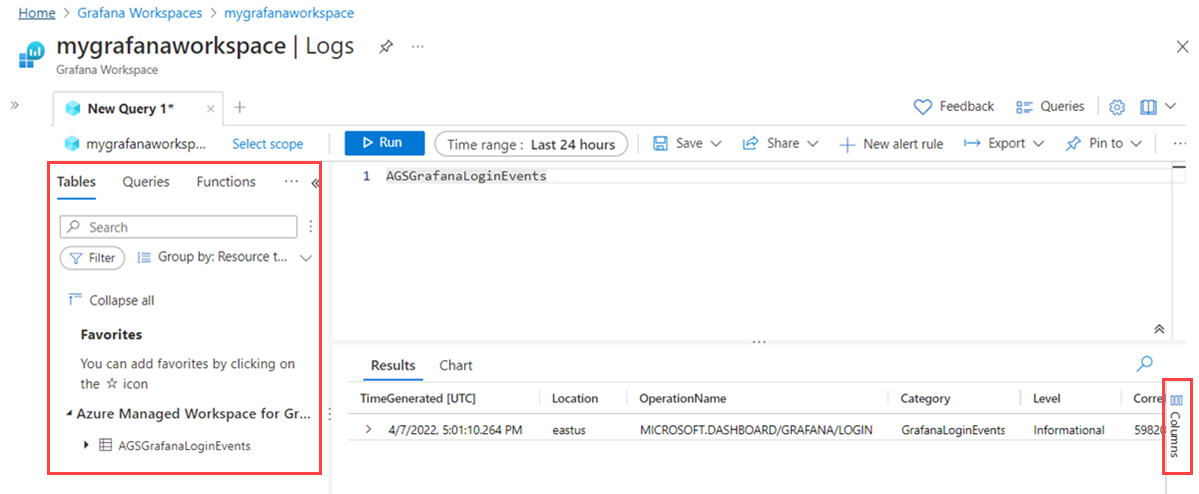 Home > Grafana Workspaces > mygrafanaworkspace
mygrafanaworkspace | Logs ...
Grafana Workspace
New Query 1* × +
Feedback Queries
mygrafanaworksp... Select scope
Run Time range : Last 24 hours Save Share New alert rule Export Pin to ...
Tables Queries Functions ... «
1 AGSGrafanaLoginEvents
Search
Filter Group by: Resource t...
Collapse all
Favorites
You can add favorites by clicking on
the ☆ icon
Azure Managed Workspace for Gr...
AGSGrafanaLoginEvents
Results Chart
TimeGenerated [UTC] Location OperationName Category Level Correl
4/7/2022, 5:01:10.264 PM eastus MICROSOFT.DASHBOARD/GRAFANA/LOGIN GrafanaLoginEvents Informational 59820
Columns